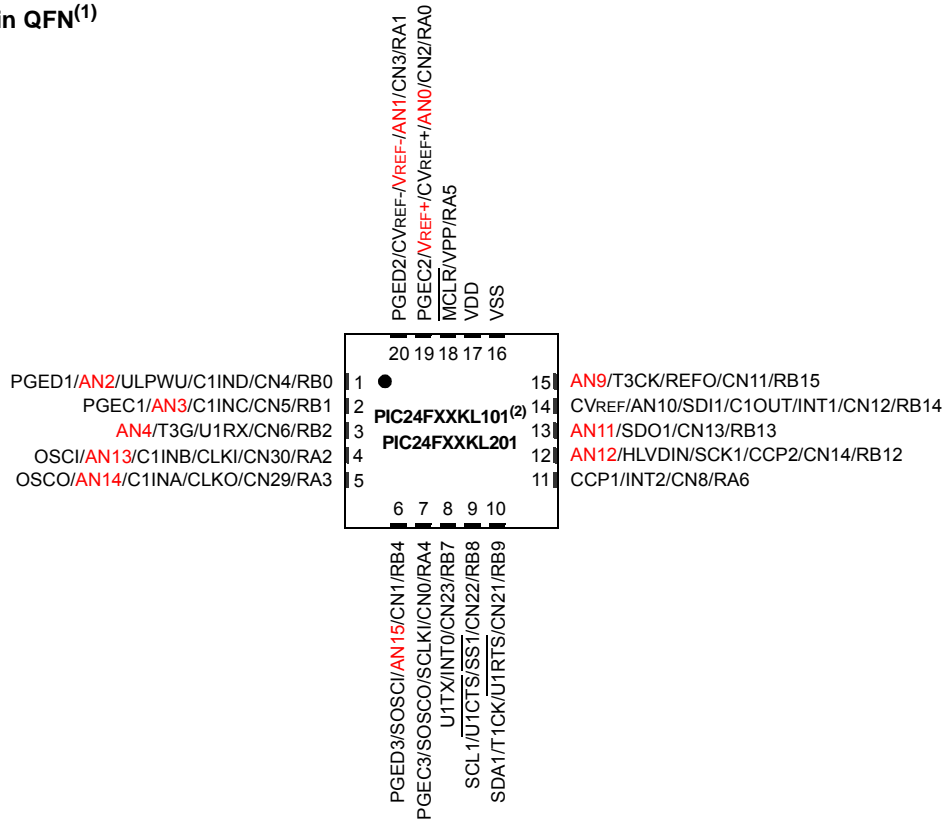 in QFN(1)
PGED2/CVREF-/VREF-/AN1/CN3/RA1
PGEC2/VREF+/CVREF+/AN0/CN2/RA0
MCLR/VPP/RA5
VDD
VSS
20 19 18 17 16
PGED1/AN2/ULPWU/C1IND/CN4/RB0 1
PGEC1/AN3/C1INC/CN5/RB1 2
AN4/T3G/U1RX/CN6/RB2 3
OSCI/AN13/C1INB/CLKI/CN30/RA2 4
OSCO/AN14/C1INA/CLKO/CN29/RA3 5
PIC24FXXKL101(2)
PIC24FXXKL201
15 AN9/T3CK/REFO/CN11/RB15
14 CVREF/AN10/SDI1/C1OUT/INT1/CN12/RB14
13 AN11/SDO1/CN13/RB13
12 AN12/HLVDIN/SCK1/CCP2/CN14/RB12
11 CCP1/INT2/CN8/RA6
6 7 8 9 10
PGED3/SOSCI/AN15/CN1/RB4
PGEC3/SOSCO/SCLKI/CN0/RA4
U1TX/INT0/CN23/RB7
SCL1/U1CTS/SS1/CN22/RB8
SDA1/T1CK/U1RTS/CN21/RB9